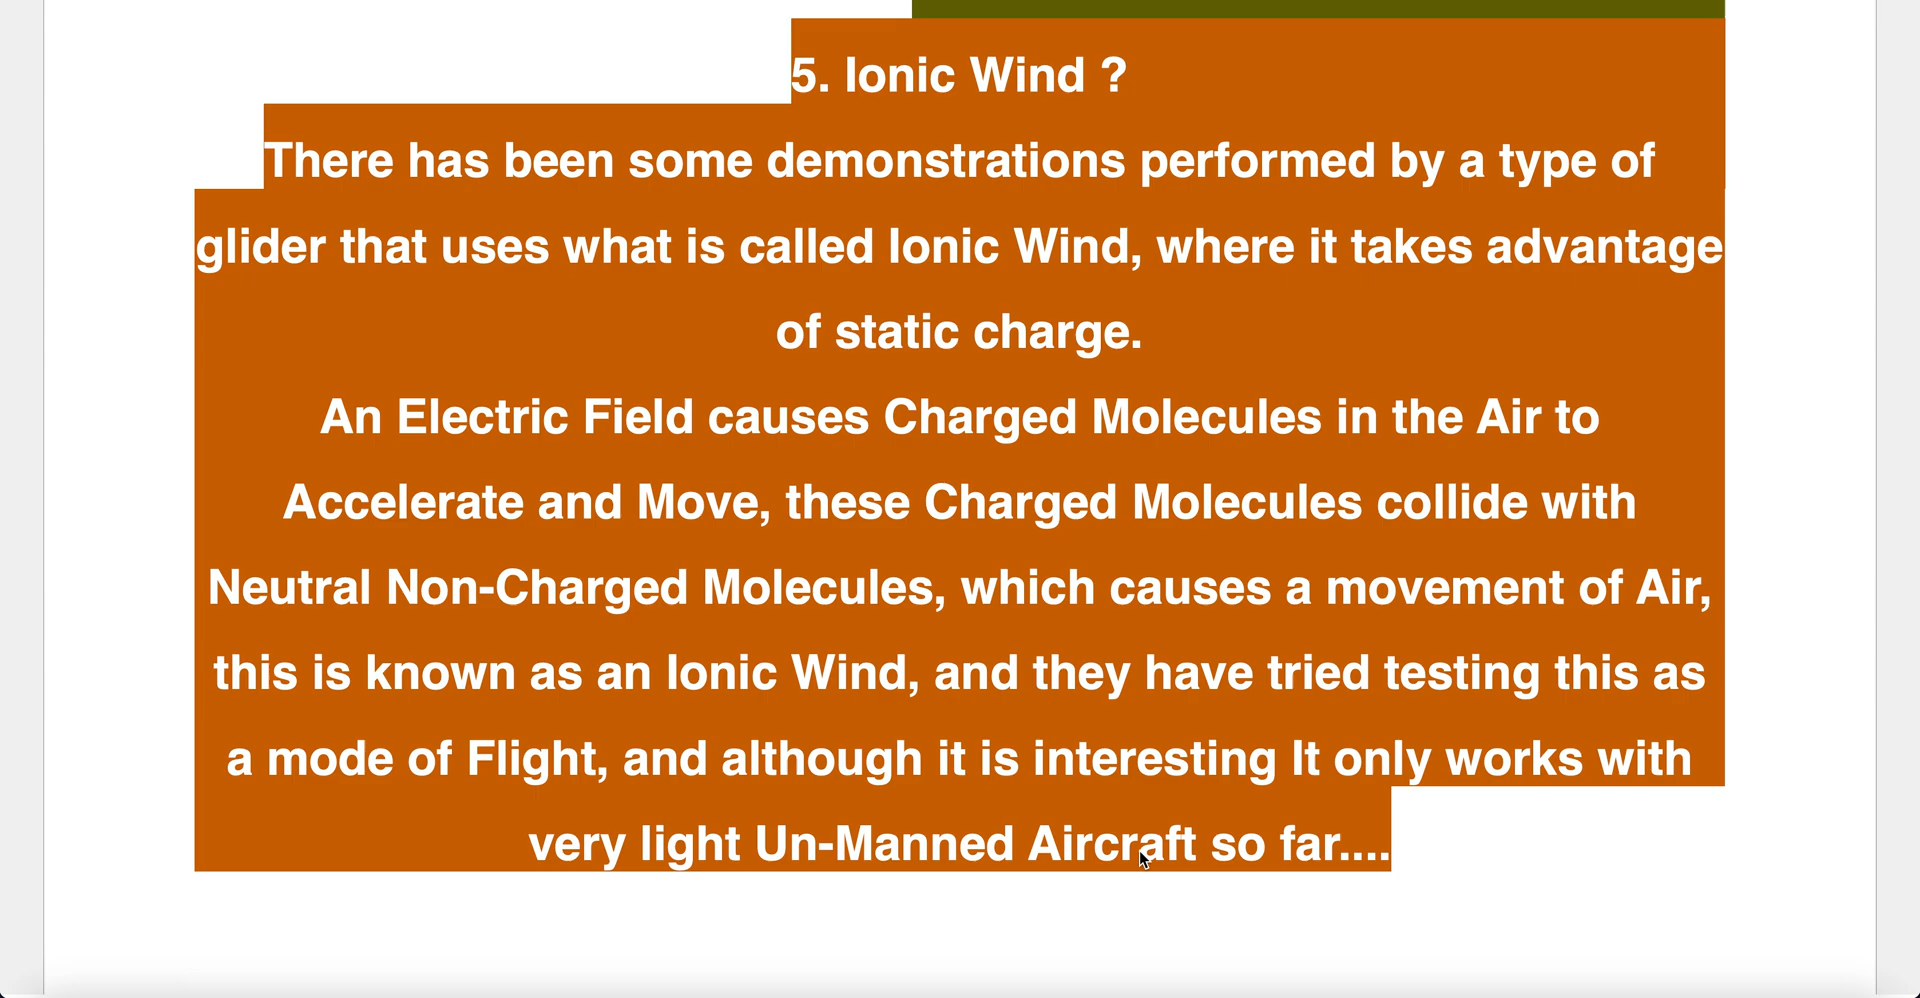 5. Ionic Wind ?
There has been some demonstrations performed by a type of
glider that uses what is called Ionic Wind, where it takes advantage
of static charge.
An Electric Field causes Charged Molecules in the Air to
Accelerate and Move, these Charged Molecules collide with
Neutral Non-Charged Molecules, which causes a movement of Air,
this is known as an Ionic Wind, and they have tried testing this as
a mode of Flight, and although it is interesting It only works with
very light Un-Manned Aircraft so far....